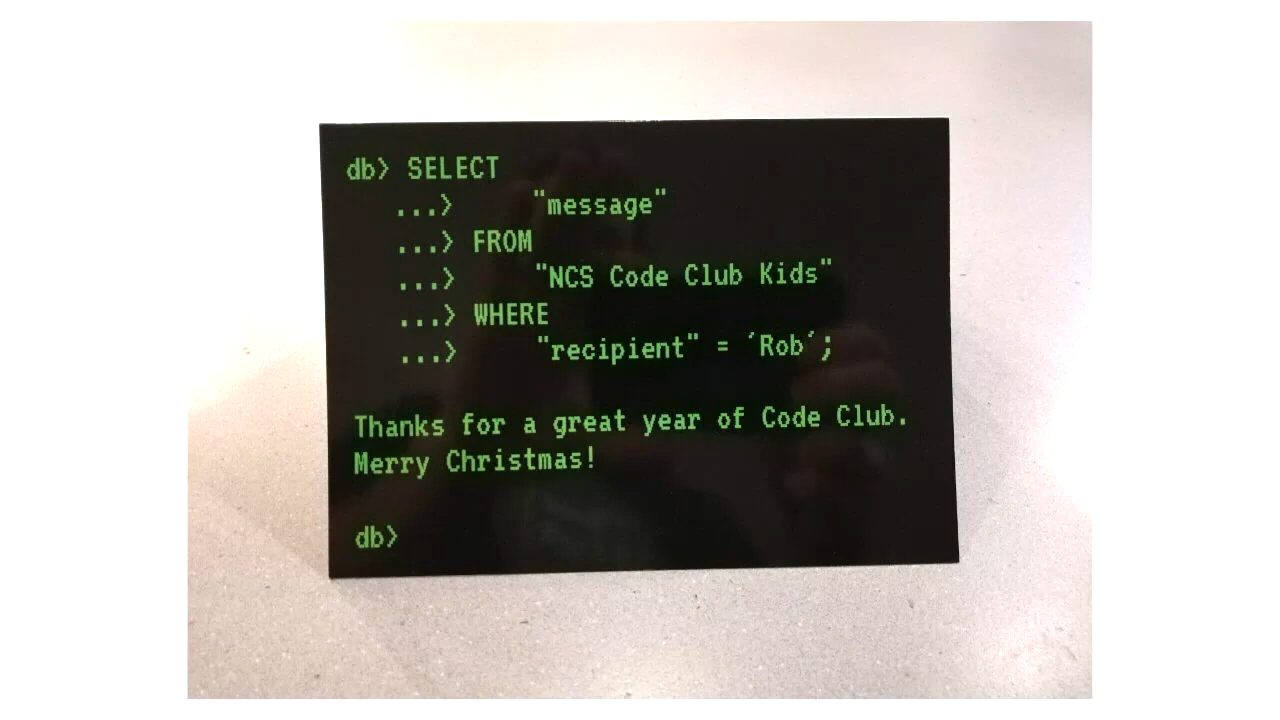 db> SELECT
...> "message"
...> FROM
...> "NCS Code Club Kids"
...> WHERE
...> "recipient" = ´Rob´;
Thanks for a great year of Code Club.
Merry Christmas!
db>